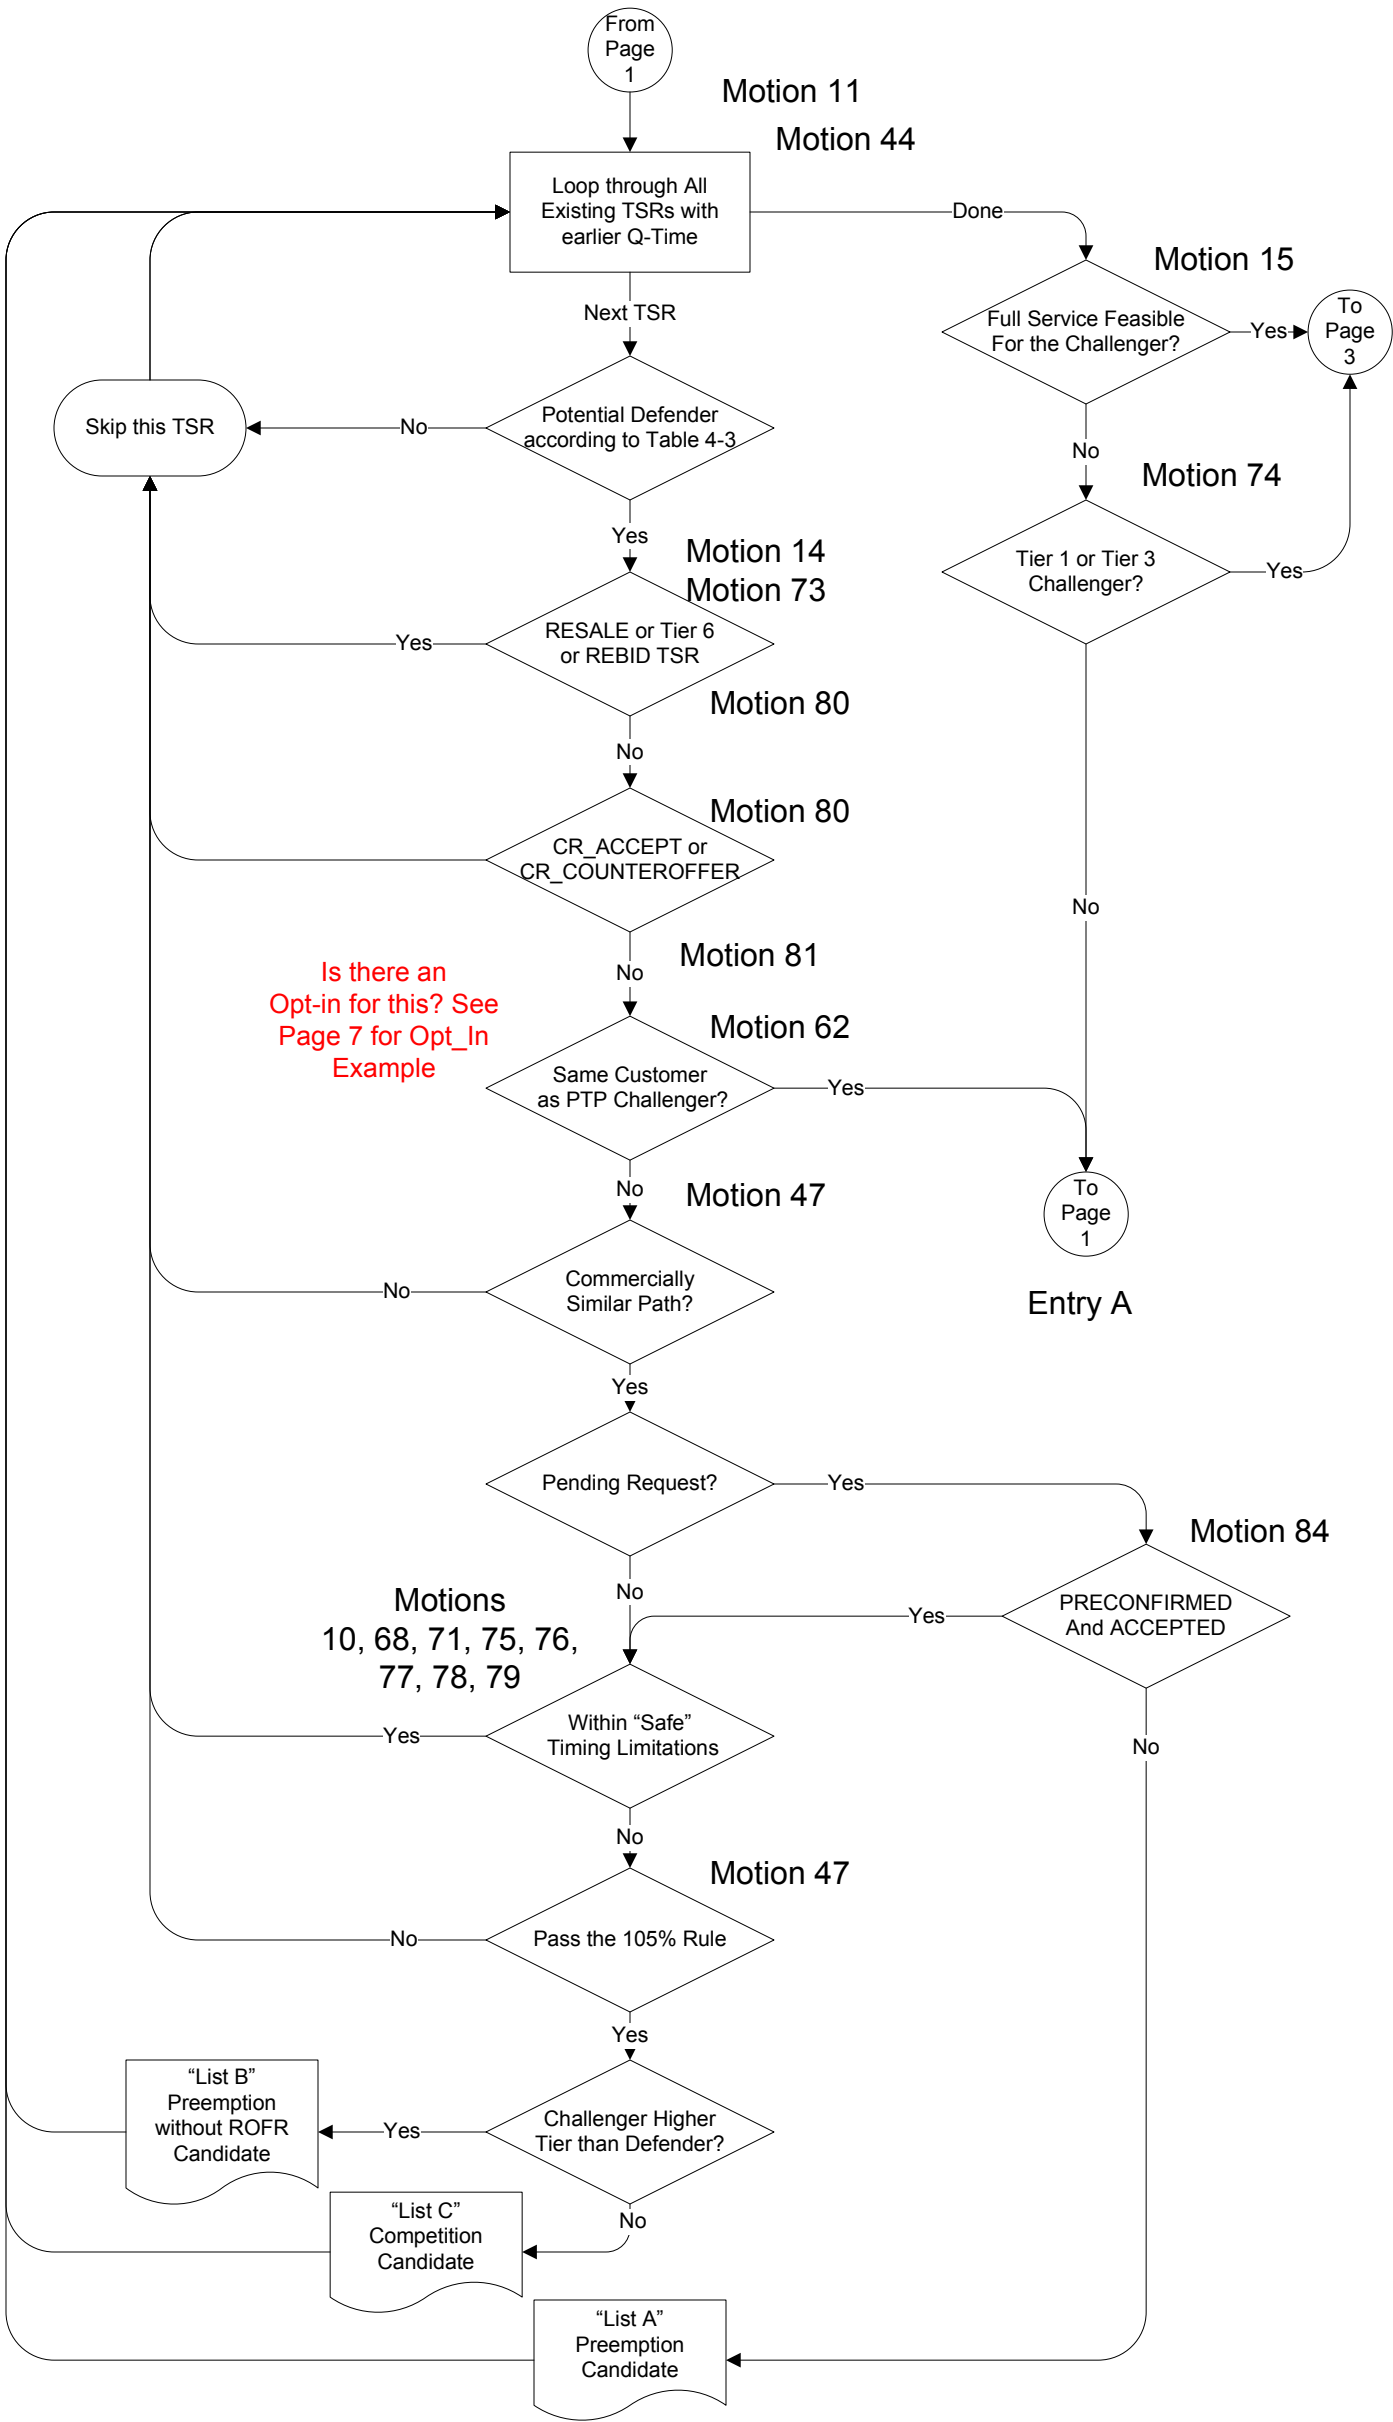 From
Page
1
Motion 11
Motion 44
Loop through All
Existing TSRs with
earlier Q-Time
Done
Motion 15
Next TSR
Full Service Feasible
For the Challenger?
Yes
To
Page
3
Skip this TSR
No
Potential Defender
according to Table 4-3
No
Motion 74
Yes
Motion 14
Motion 73
Tier 1 or Tier 3
Challenger?
Yes
Yes
RESALE or Tier 6
or REBID TSR
Motion 80
No
Motion 80
CR_ACCEPT or
CR_COUNTEROFFER
No
Motion 81
No
Is there an
Opt-in for this? See
Page 7 for Opt_In
Example
Motion 62
Same Customer
as PTP Challenger?
Yes
No
Motion 47
To
Page
1
Entry A
No
Commercially
Similar Path?
Yes
Pending Request?
Yes
Motion 84
No
Motions
10, 68, 71, 75, 76,
77, 78, 79
Yes
PRECONFIRMED
And ACCEPTED
Yes
Within “Safe”
Timing Limitations
No
No
Motion 47
No
Pass the 105% Rule
Yes
“List B”
Preemption
without ROFR
Candidate
Yes
Challenger Higher
Tier than Defender?
No
“List C”
Competition
Candidate
“List A”
Preemption
Candidate